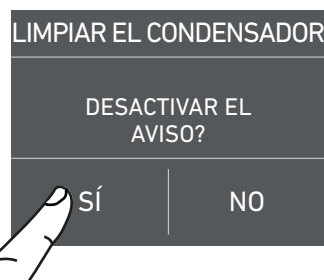 LIMPIAR EL CONDENSADOR
DESACTIVAR EL
AVISO?
SÍ
NO